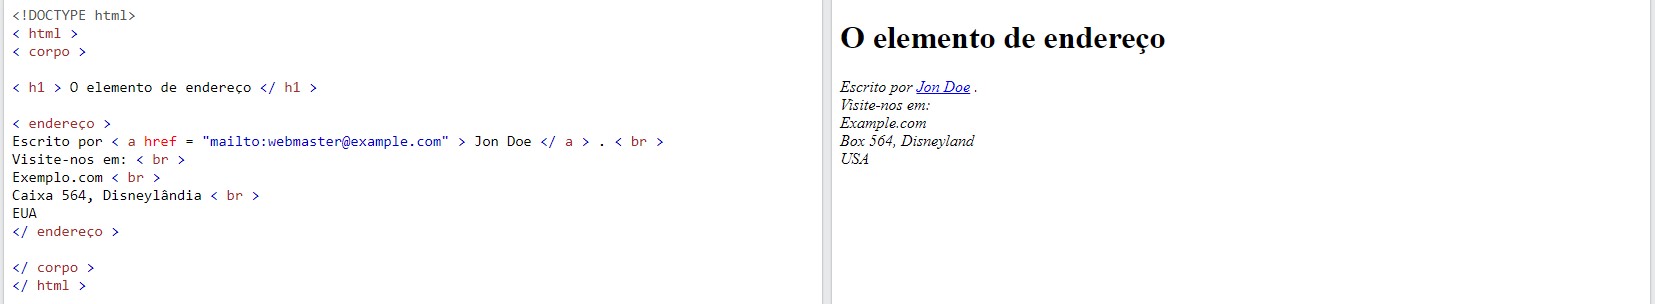 <!DOCTYPE html>
< html >
< corpo >
< h1 > O elemento de endereço </ h1 >
< endereço >
Escrito por < a href = "mailto:webmaster@example.com" > Jon Doe </ a > . < br >
Visite-nos em: < br >
Exemplo.com < br >
Caixa 564, Disneylândia < br >
EUA
</ endereço >
</ corpo >
</ html >
O elemento de endereço
Escrito por Jon Doe .
Visite-nos em:
Example.com
Box 564, Disneyland
USA